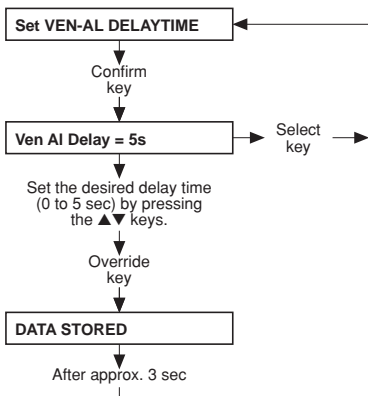 Set VEN-AL DELAYTIME
Confirm
key
Ven Al Delay = 5s
Select
key
Set the desired delay time
(0 to 5 sec) by pressing
the ▲▼ keys.
Override
key
DATA STORED
After approx. 3 sec